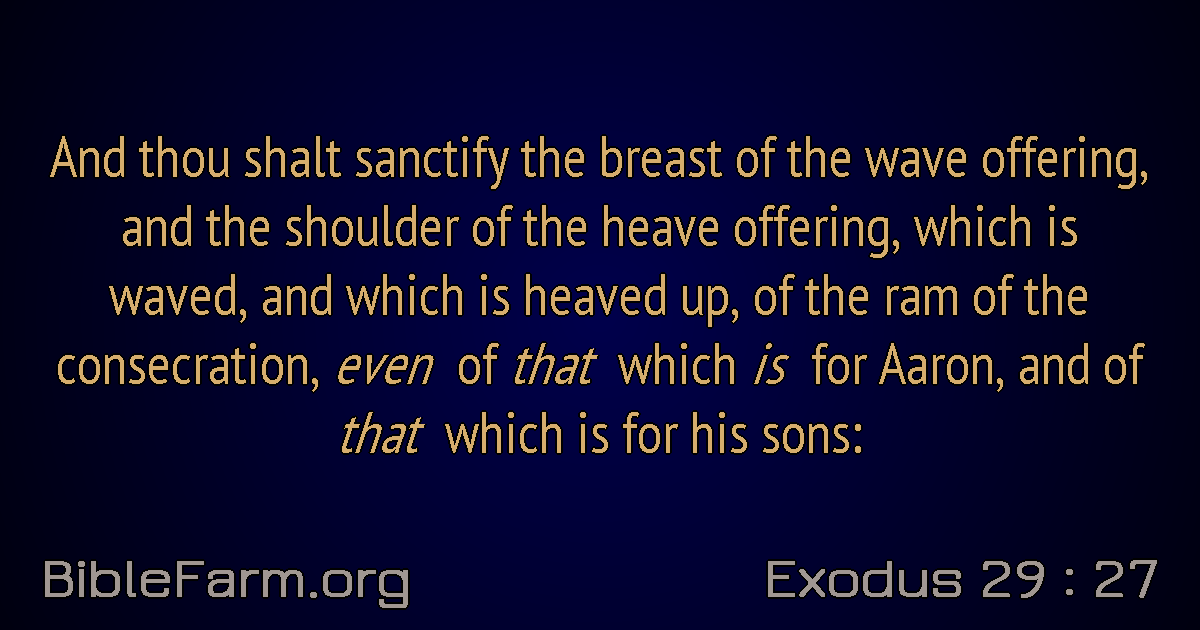 And thou shalt sanctify the breast of the wave offering,
and the shoulder of the heave offering, which is
waved, and which is heaved up, of the ram of the
consecration, even of that which is for Aaron, and of
that which is for his sons:
BibleFarm.org
Exodus 29 : 27